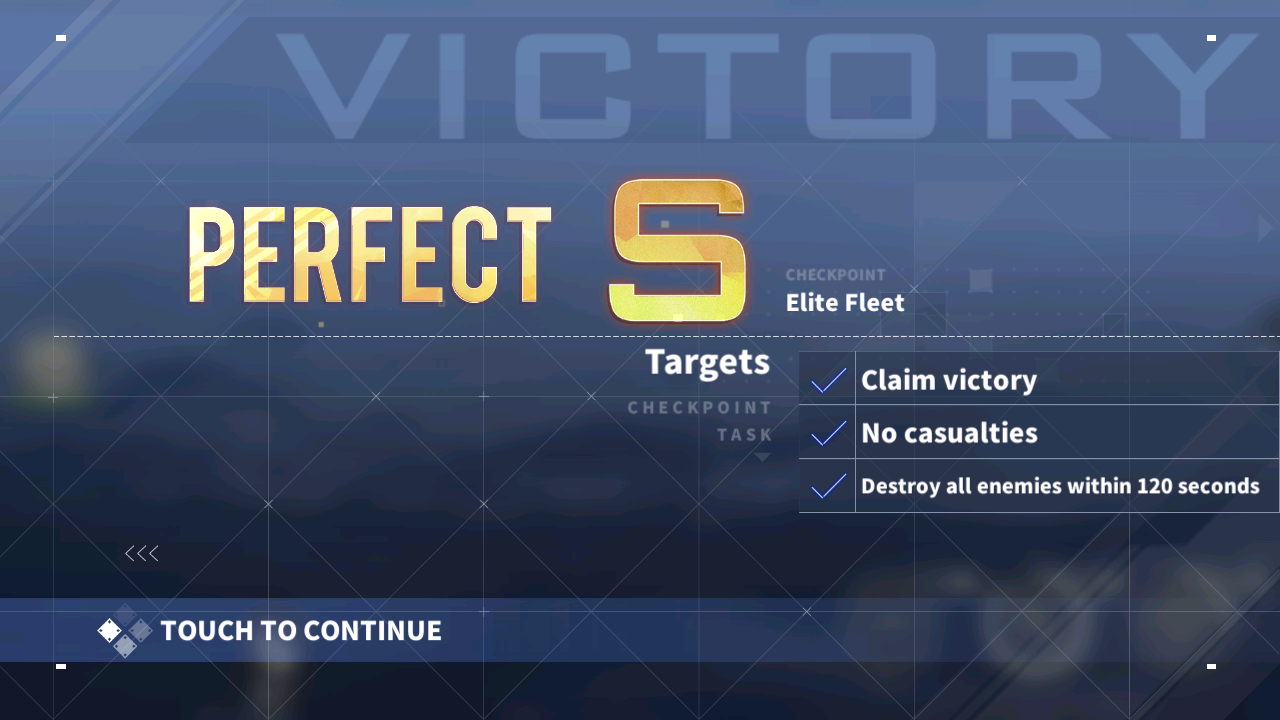 VICTORY
PERFECT S
CHECKPOINT
Elite Fleet
Targets
CHECKPOINT
TASK
Claim victory
No casualties
Destroy all enemies within 120 seconds
TOUCH TO CONTINUE